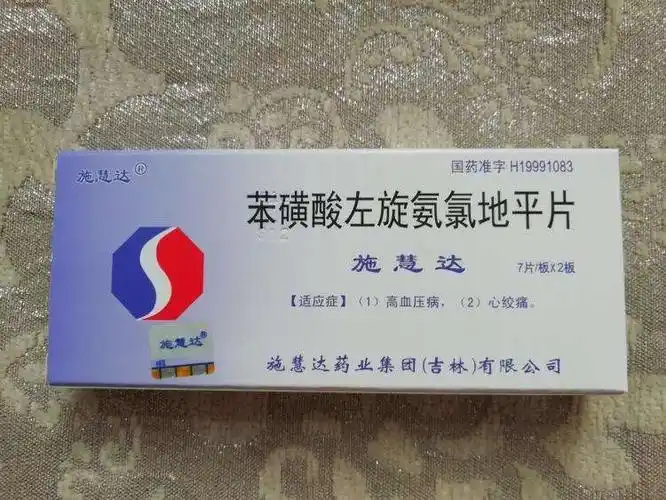 施慧达®
国药准字 H19991083
苯磺酸左旋氨氯地平片
施慧达
7片/板X2板
【适应症】（1）高血压病，（2）心绞痛。
施慧达®
施慧达药业集团(吉林)有限公司